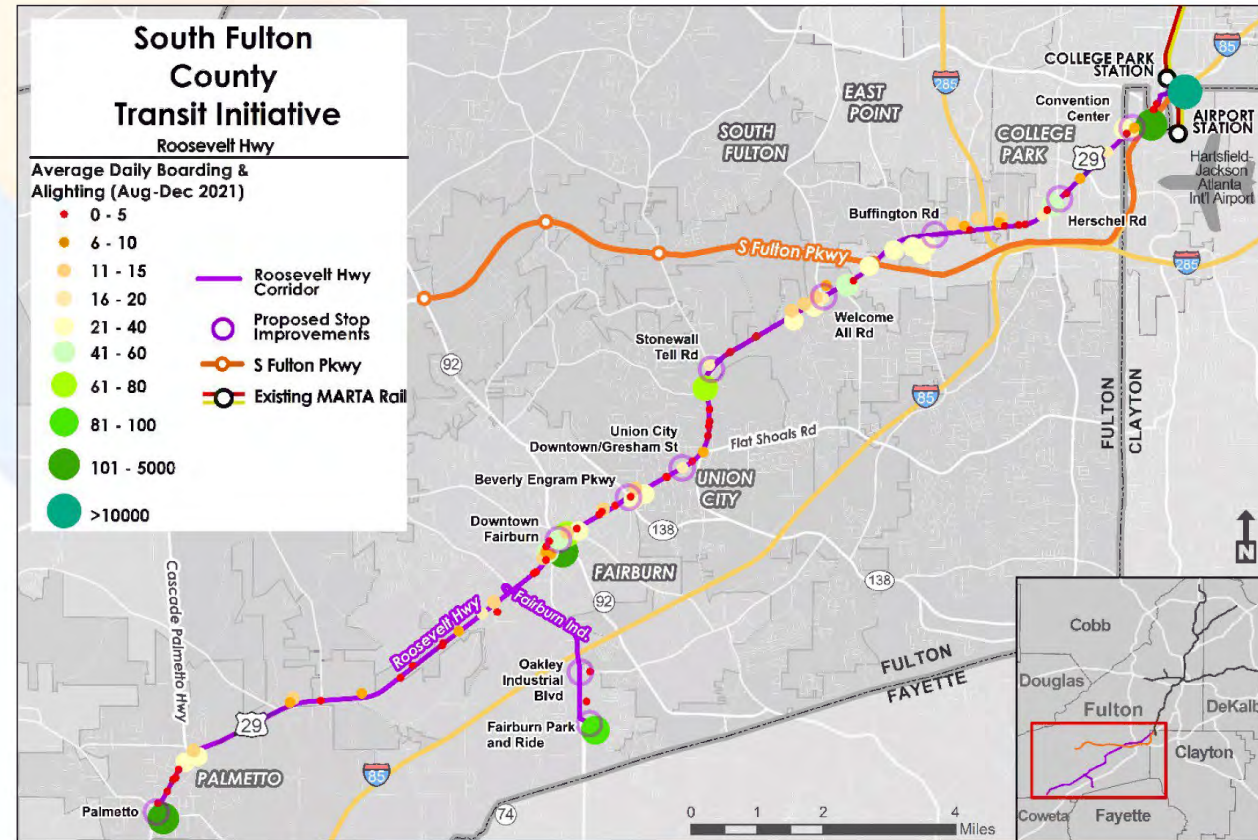 South Fulton
County
Transit Initiative
Roosevelt Hwy
Average Daily Boarding &
Alighting (Aug-Dec 2021)
0 - 5
6 - 10
11 - 15
16 - 20
21 - 40
41 - 60
61 - 80
81 - 100
101 - 5000
>10000
Roosevelt Hwy
Corridor
Proposed Stop
Improvements
S Fulton Pkwy
Existing MARTA Rail
85
COLLEGE PARK
STATION
285
EAST
POINT
Convention
Center
AIRPORT
STATION
SOUTH
FULTON
COLLEGE
PARK
29
Hartsfield-
Jackson
Atlanta
Int'l Airport
Buffington Rd
Herschel Rd
S Fulton Pkwy
285
Welcome
All Rd
Stonewall
Tell Rd
92
85
FULTON
CLAYTON
Union City
Downtown/Gresham St
Flat Shoals Rd
Beverly Engram Pkwy
UNION
CITY
138
Downtown
Fairburn
FAIRBURN
N
138
92
Cascade Palmetto Hwy
Roosevelt Hwy
Fairburn Ind.
Oakley
Industrial
Blvd
FULTON
FAYETTE
Fairburn Park
and Ride
29
PALMETTO
85
Palmetto
74
0 1 2 4
Miles
Cobb
Douglas
Fulton
DeKalb
Clayton
Coweta
Fayette